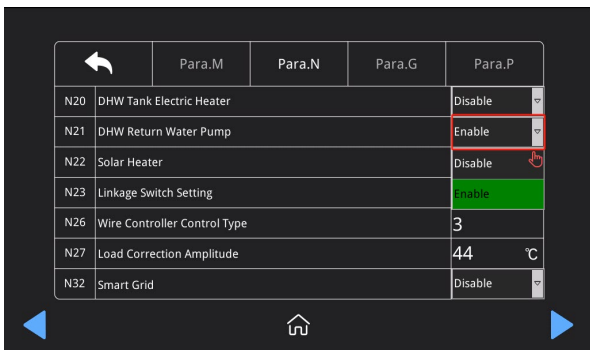 Para.M Para.N Para.G Para.P
N20 DHW Tank Electric Heater Disable
N21 DHW Return Water Pump Enable
N22 Solar Heater Disable
N23 Linkage Switch Setting Enable
N26 Wire Controller Control Type 3
N27 Load Correction Amplitude 44 ℃
N32 Smart Grid Disable